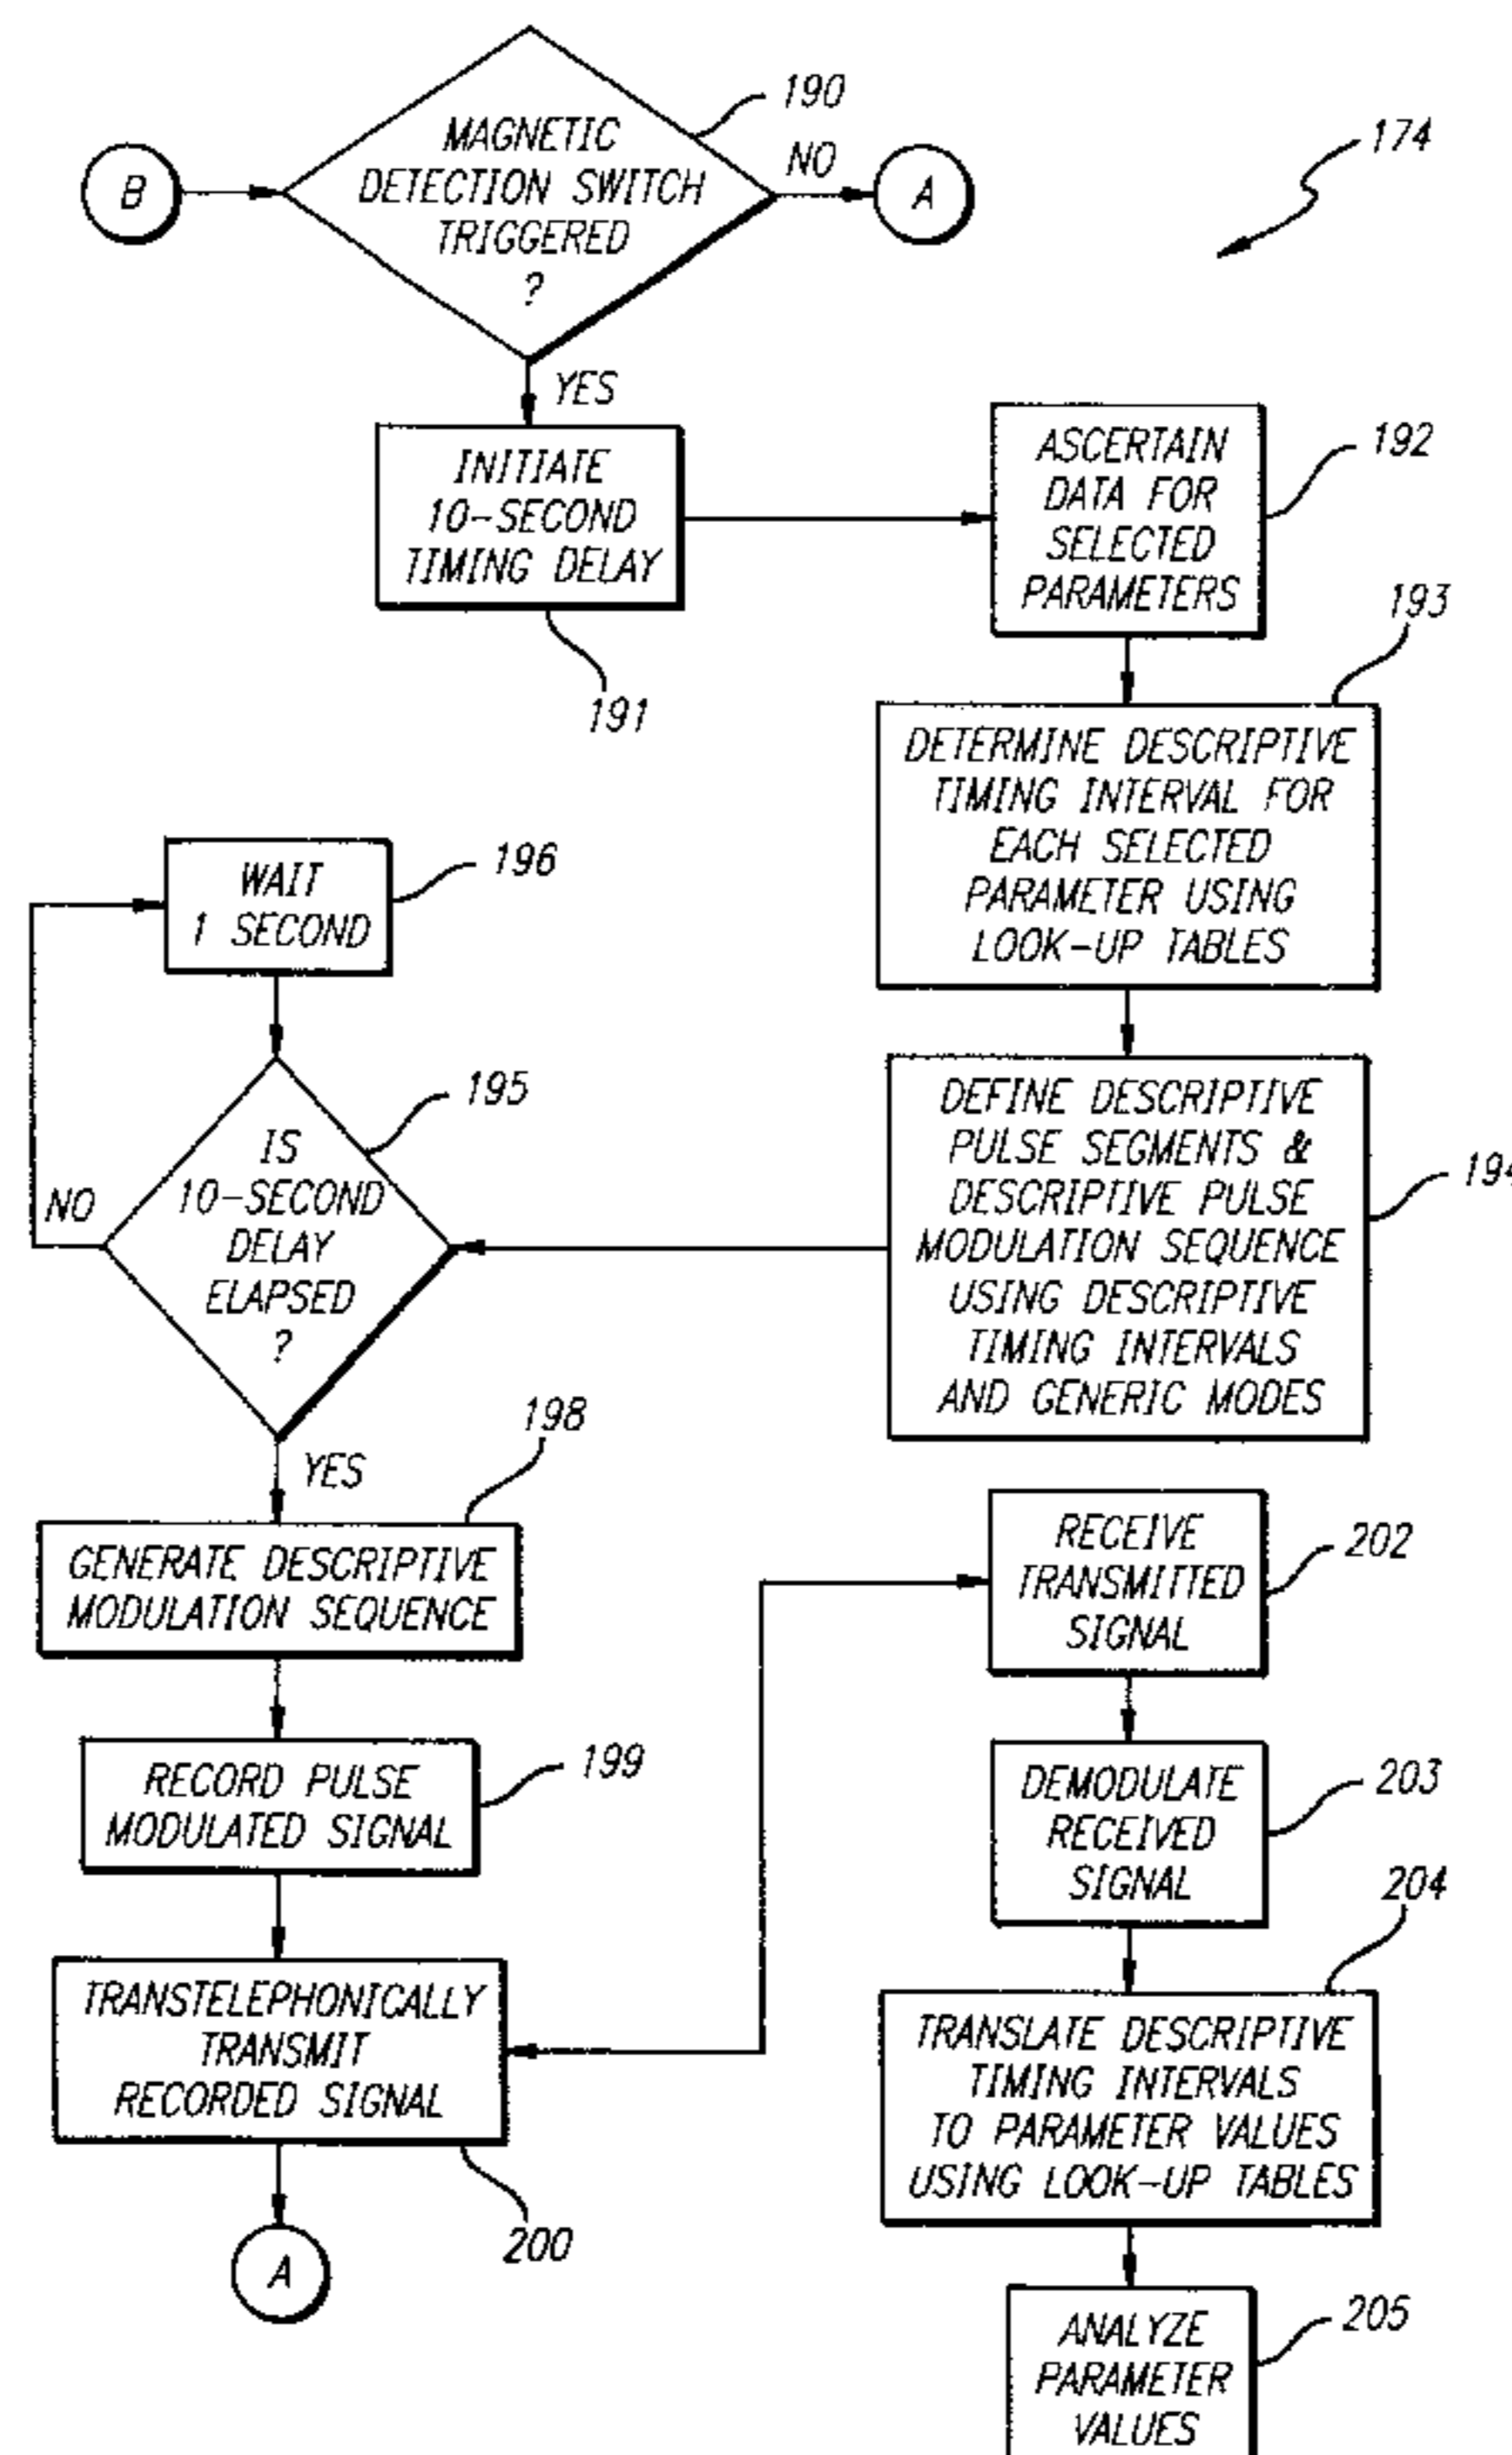 190
MAGNETIC
DETECTION SWITCH
TRIGGERED
?
B
NO
A
174
YES
INITIATE
10-SECOND
TIMING DELAY
191
ASCERTAIN
DATA FOR
SELECTED
PARAMETERS
192
193
DETERMINE DESCRIPTIVE
TIMING INTERVAL FOR
EACH SELECTED
PARAMETER USING
LOOK-UP TABLES
WAIT
1 SECOND
196
DEFINE DESCRIPTIVE
PULSE SEGMENTS &
DESCRIPTIVE PULSE
MODULATION SEQUENCE
USING DESCRIPTIVE
TIMING INTERVALS
AND GENERIC MODES
194
195
IS
10-SECOND
DELAY
ELAPSED
?
NO
YES
198
GENERATE DESCRIPTIVE
MODULATION SEQUENCE
RECORD PULSE
MODULATED SIGNAL
199
TRANSTELEPHONICALLY
TRANSMIT
RECORDED SIGNAL
200
A
RECEIVE
TRANSMITTED
SIGNAL
202
DEMODULATE
RECEIVED
SIGNAL
203
204
TRANSLATE DESCRIPTIVE
TIMING INTERVALS
TO PARAMETER VALUES
USING LOOK-UP TABLES
ANALYZE
PARAMETER
VALUES
205